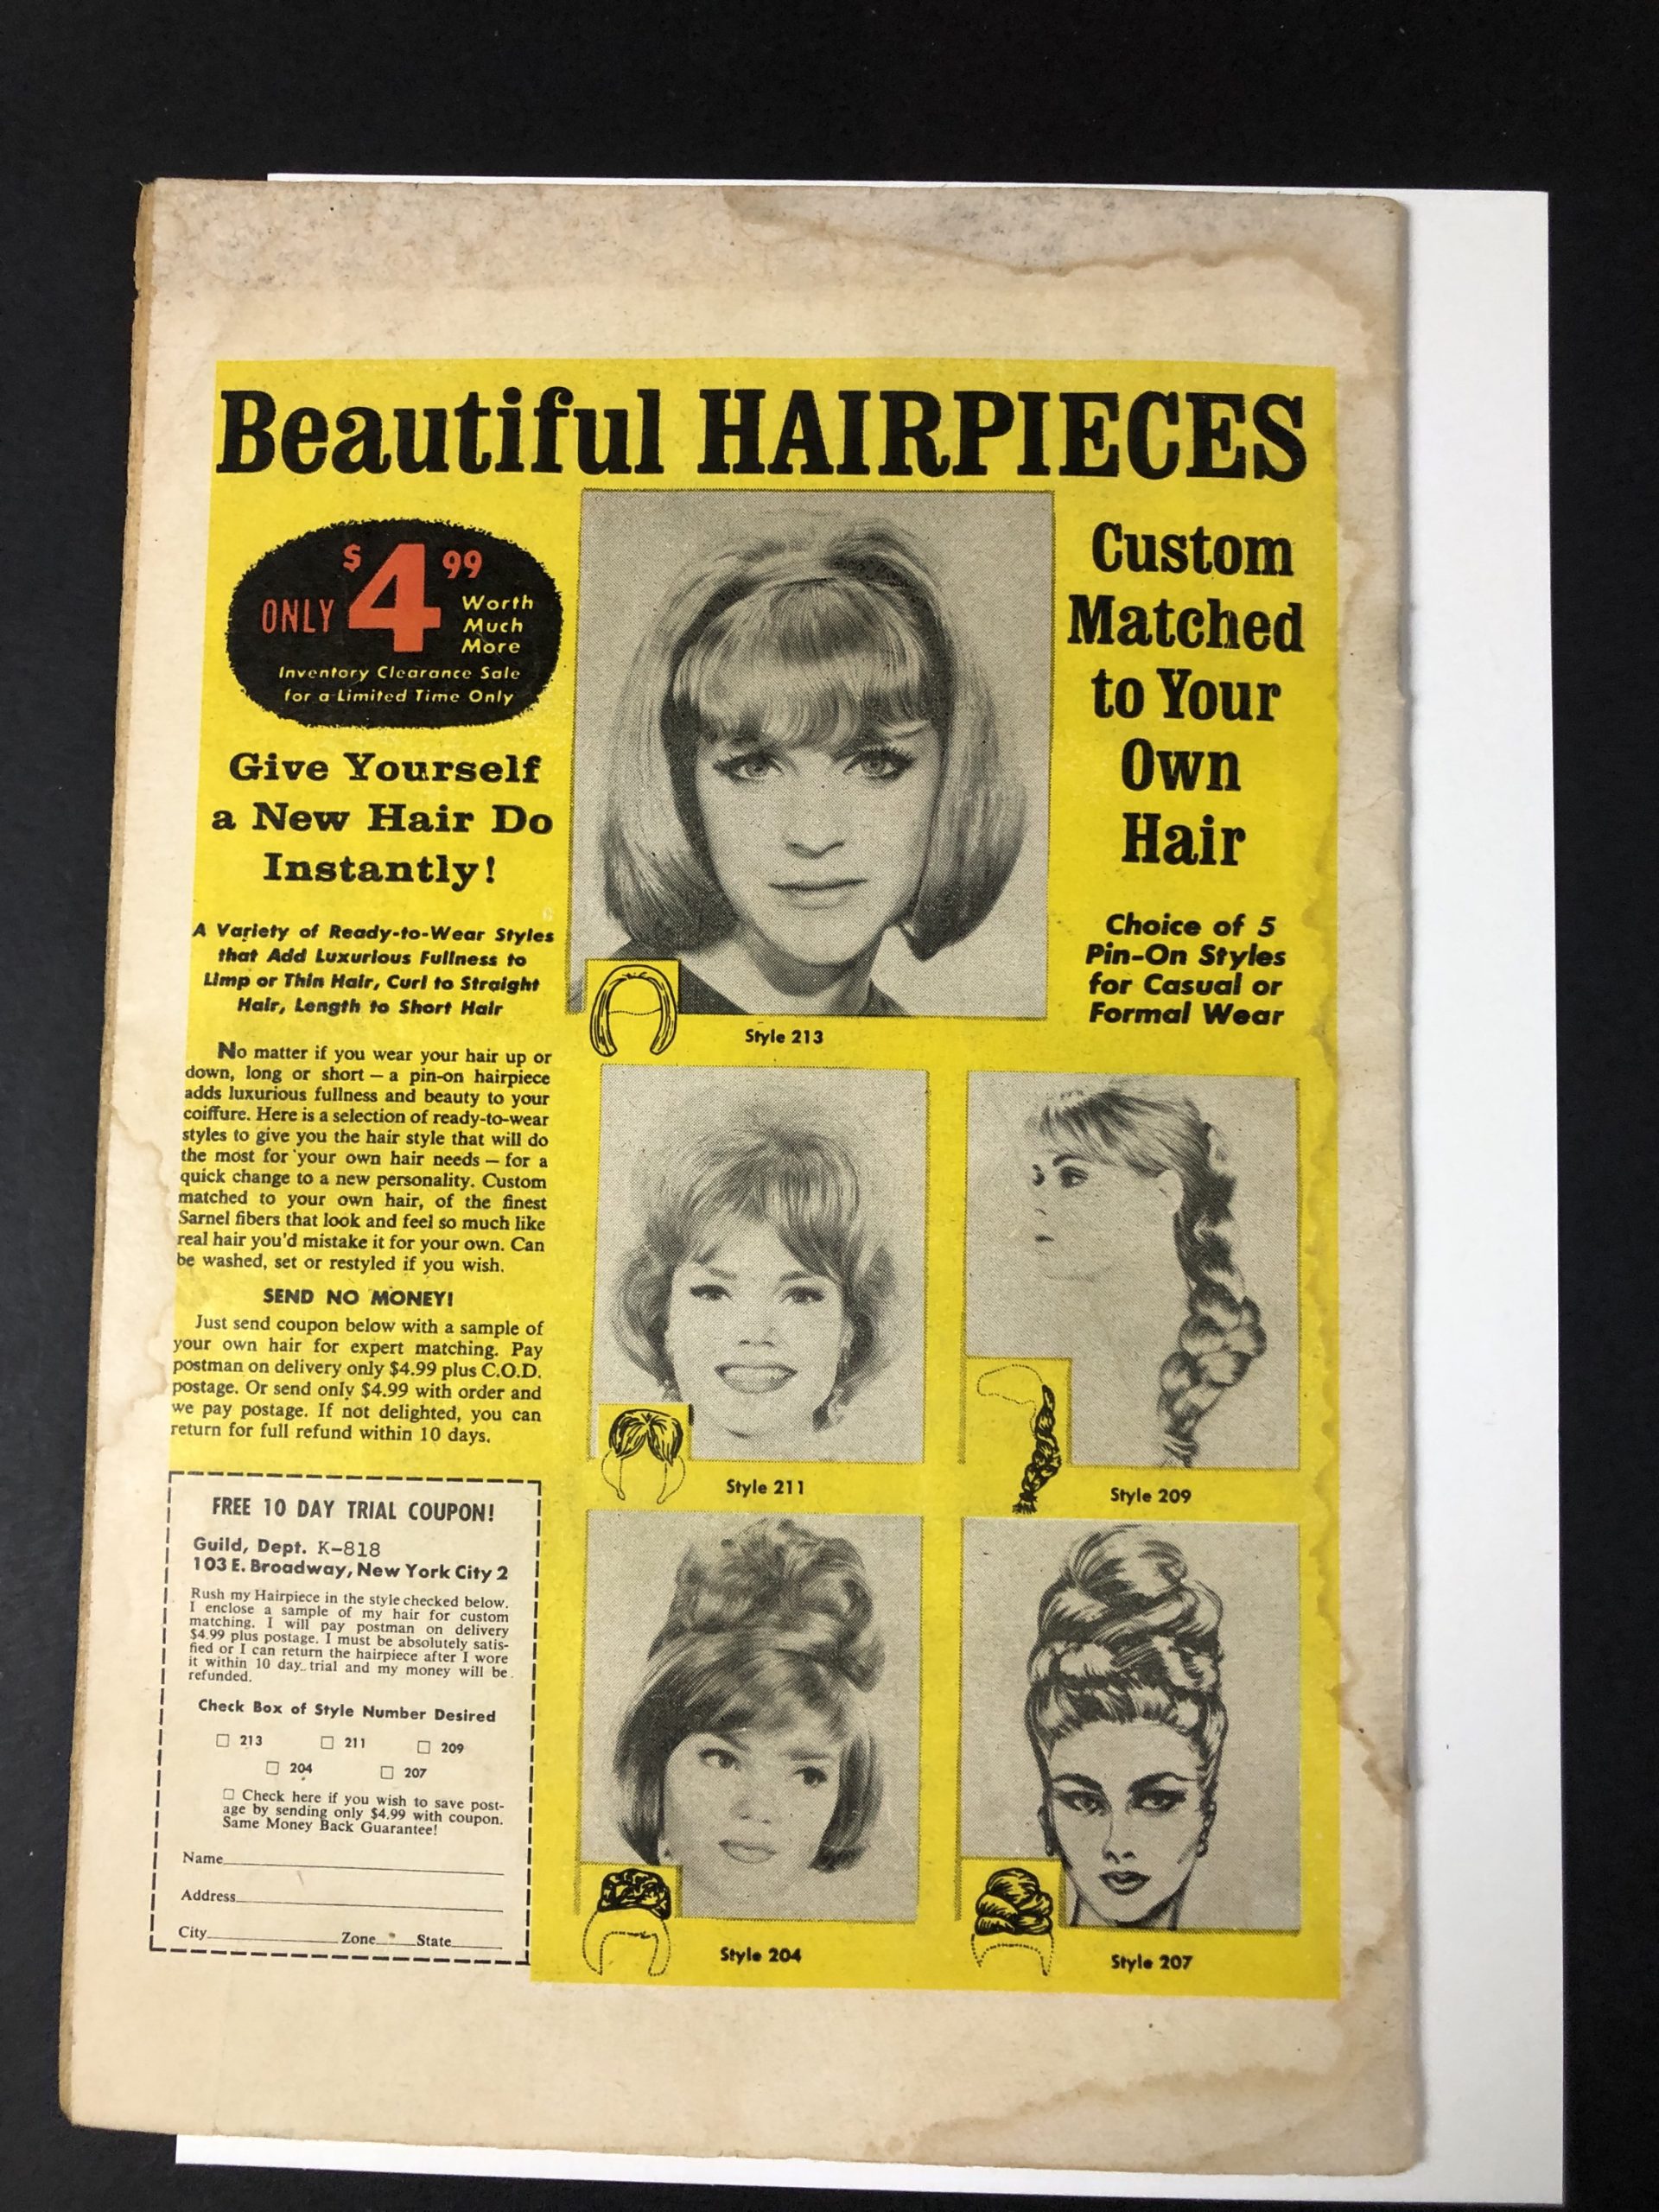 Beautiful HAIRPIECES
ONLY $4 99
Worth
Much
More
Inventory Clearance Sale
for a Limited Time Only
Give Yourself
a New Hair Do
Instantly!
A Variety of Ready-to-Wear Styles
that Add Luxurious Fullness to
Limp or Thin Hair, Curl to Straight
Hair, Length to Short Hair
No matter if you wear your hair up or
down, long or short — a pin-on hairpiece
adds luxurious fullness and beauty to your
coiffure. Here is a selection of ready-to-wear
styles to give you the hair style that will do
the most for your own hair needs — for a
quick change to a new personality. Custom
matched to your own hair, of the finest
Sarnel fibers that look and feel so much like
real hair you'd mistake it for your own. Can
be washed, set or restyled if you wish.
SEND NO MONEY!
Just send coupon below with a sample of
your own hair for expert matching. Pay
postman on delivery only $4.99 plus C.O.D.
postage. Or send only $4.99 with order and
we pay postage. If not delighted, you can
return for full refund within 10 days.
FREE 10 DAY TRIAL COUPON!
Guild, Dept. K-818
103 E. Broadway, New York City 2
Rush my Hairpiece in the style checked below.
I enclose a sample of my hair for custom
matching. I will pay postman on delivery
$4.99 plus postage. I must be absolutely satis-
fied or I can return the hairpiece after I wore
it within 10 day trial and my money will be
refunded.
Check Box of Style Number Desired
□ 213 □ 211 □ 209
□ 204 □ 207
□ Check here if you wish to save post-
age by sending only $4.99 with coupon.
Same Money Back Guarantee!
Name
Address
City Zone State
Custom
Matched
to Your
Own
Hair
Choice of 5
Pin-On Styles
for Casual or
Formal Wear
Style 213
Style 211
Style 209
Style 204
Style 207